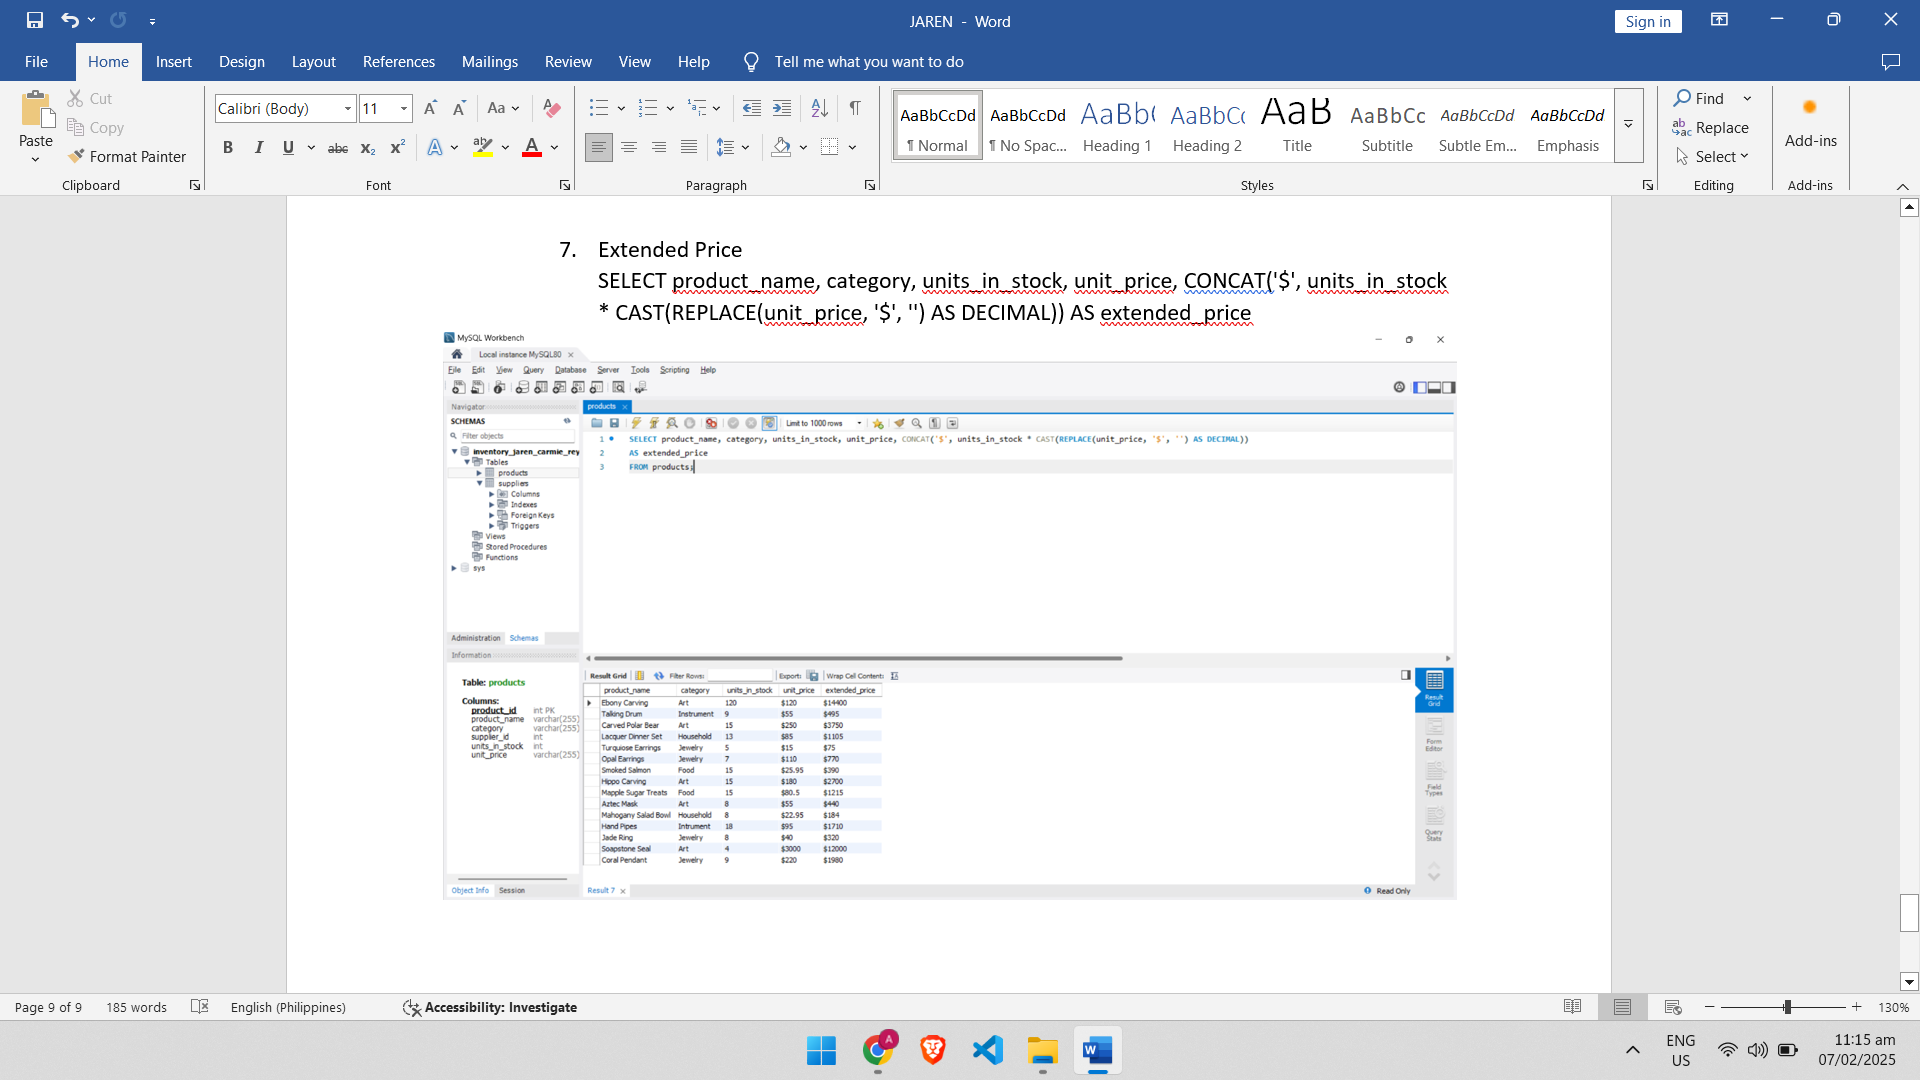 JAREN - Word
Sign in
File Home Insert Design Layout References Mailings Review View Help Tell me what you want to do
Paste
Cut
Copy
Format Painter
Clipboard
Calibri (Body) 11
Font
Paragraph
AaBbCcDd AaBbCcDd AaBb( AaBbCc AaB AaBbCc AaBbCcDd AaBbCcDd
¶ Normal ¶ No Spac... Heading 1 Heading 2 Title Subtitle Subtle Em... Emphasis
Styles
Find
Replace
Select
Editing
Add-ins
Add-ins
7. Extended Price
SELECT product_name, category, units_in_stock, unit_price, CONCAT('$', units_in_stock
* CAST(REPLACE(unit_price, '$', '') AS DECIMAL)) AS extended_price
MySQL Workbench
Local instance MySQL80
File Edit View Query Database Server Tools Scripting Help
Navigator
SCHEMAS
Filter objects
inventory_jaren_carmie_rey
Tables
products
suppliers
Columns
Indexes
Foreign Keys
Triggers
Views
Stored Procedures
Functions
sys
Administration Schemas
Information
Table: products
Columns:
product_id int PK
product_name varchar(255)
category varchar(255)
supplier_id int
units_in_stock int
unit_price varchar(255)
Object Info Session
products
Limit to 1000 rows
1 SELECT product_name, category, units_in_stock, unit_price, CONCAT('$', units_in_stock * CAST(REPLACE(unit_price, '$', '') AS DECIMAL))
2 AS extended_price
3 FROM products;
Result Grid Filter Rows: Export: Wrap Cell Content:
product_name category units_in_stock unit_price extended_price
Ebony Carving Art 120 $120 $14400
Talking Drum Instrument 9 $55 $495
Carved Polar Bear Art 15 $250 $3750
Lacquer Dinner Set Household 13 $85 $1105
Turquiose Earrings Jewelry 5 $15 $75
Opal Earrings Jewelry 7 $110 $770
Smoked Salmon Food 15 $25.95 $390
Hippo Carving Art 15 $180 $2700
Mapple Sugar Treats Food 15 $80.5 $1215
Aztec Mask Art 8 $55 $440
Mahogany Salad Bowl Household 8 $22.95 $184
Hand Pipes Intrument 18 $95 $1710
Jade Ring Jewelry 8 $40 $320
Soapstone Seal Art 4 $3000 $12000
Coral Pendant Jewelry 9 $220 $1980
Result Grid
Form Editor
Field Types
Query Stats
Result 7
Read Only
Page 9 of 9 185 words English (Philippines) Accessibility: Investigate
130%
ENG
US
11:15 am
07/02/2025